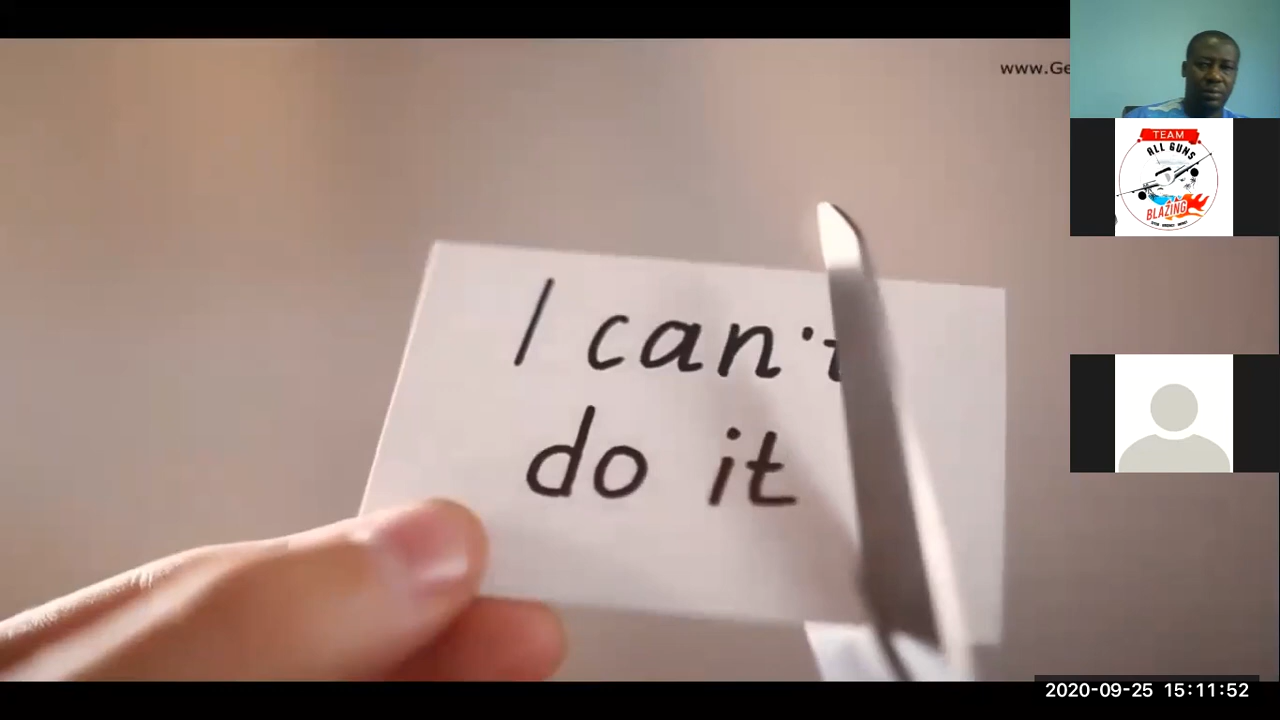 www.Ge
I can't
do it
TEAM
ALL GUNS
BLAZING
2020-09-25 15:11:52